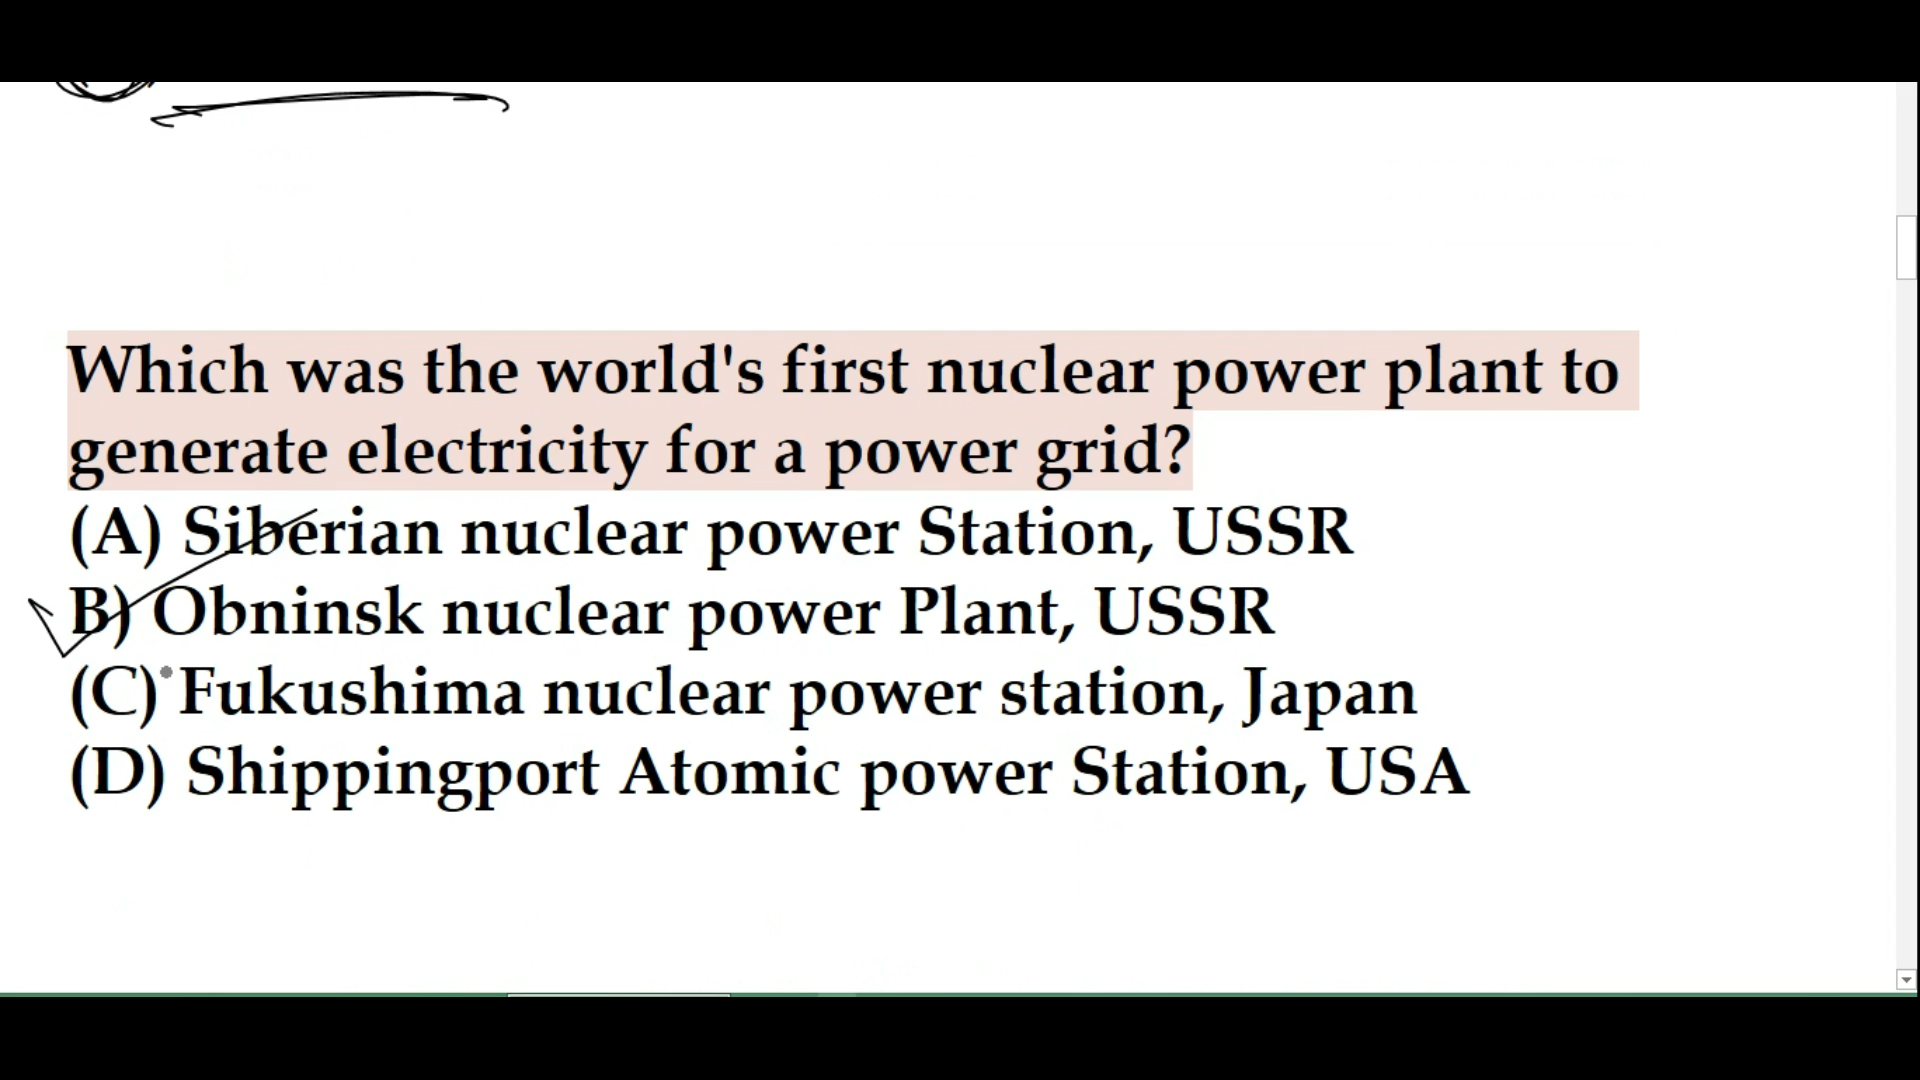 Which was the world's first nuclear power plant to
generate electricity for a power grid?
(A) Siberian nuclear power Station, USSR
B) Obninsk nuclear power Plant, USSR
(C) Fukushima nuclear power station, Japan
(D) Shippingport Atomic power Station, USA